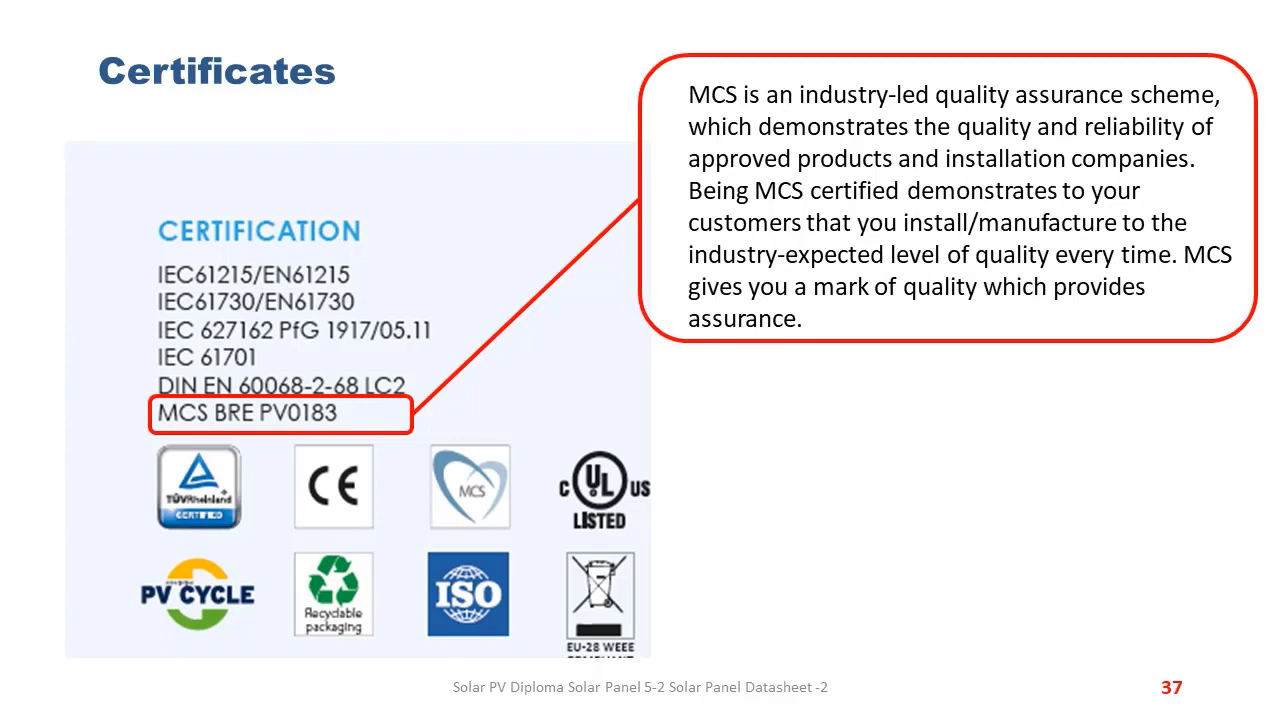 Certificates
MCS is an industry-led quality assurance scheme,
which demonstrates the quality and reliability of
approved products and installation companies.
Being MCS certified demonstrates to your
customers that you install/manufacture to the
industry-expected level of quality every time. MCS
gives you a mark of quality which provides
assurance.
CERTIFICATION
IEC61215/EN61215
IEC61730/EN61730
IEC 627162 PfG 1917/05.11
IEC 61701
DIN EN 60068-2-68 LC2
MCS BRE PV0183
TÜVRheinland
CERTIFIED
CE
MCS
C UL US
LISTED
PV CYCLE
Recyclable
packaging
ISO
EU-28 WEEE
COMPLIANT
Solar PV Diploma Solar Panel 5-2 Solar Panel Datasheet -2
37